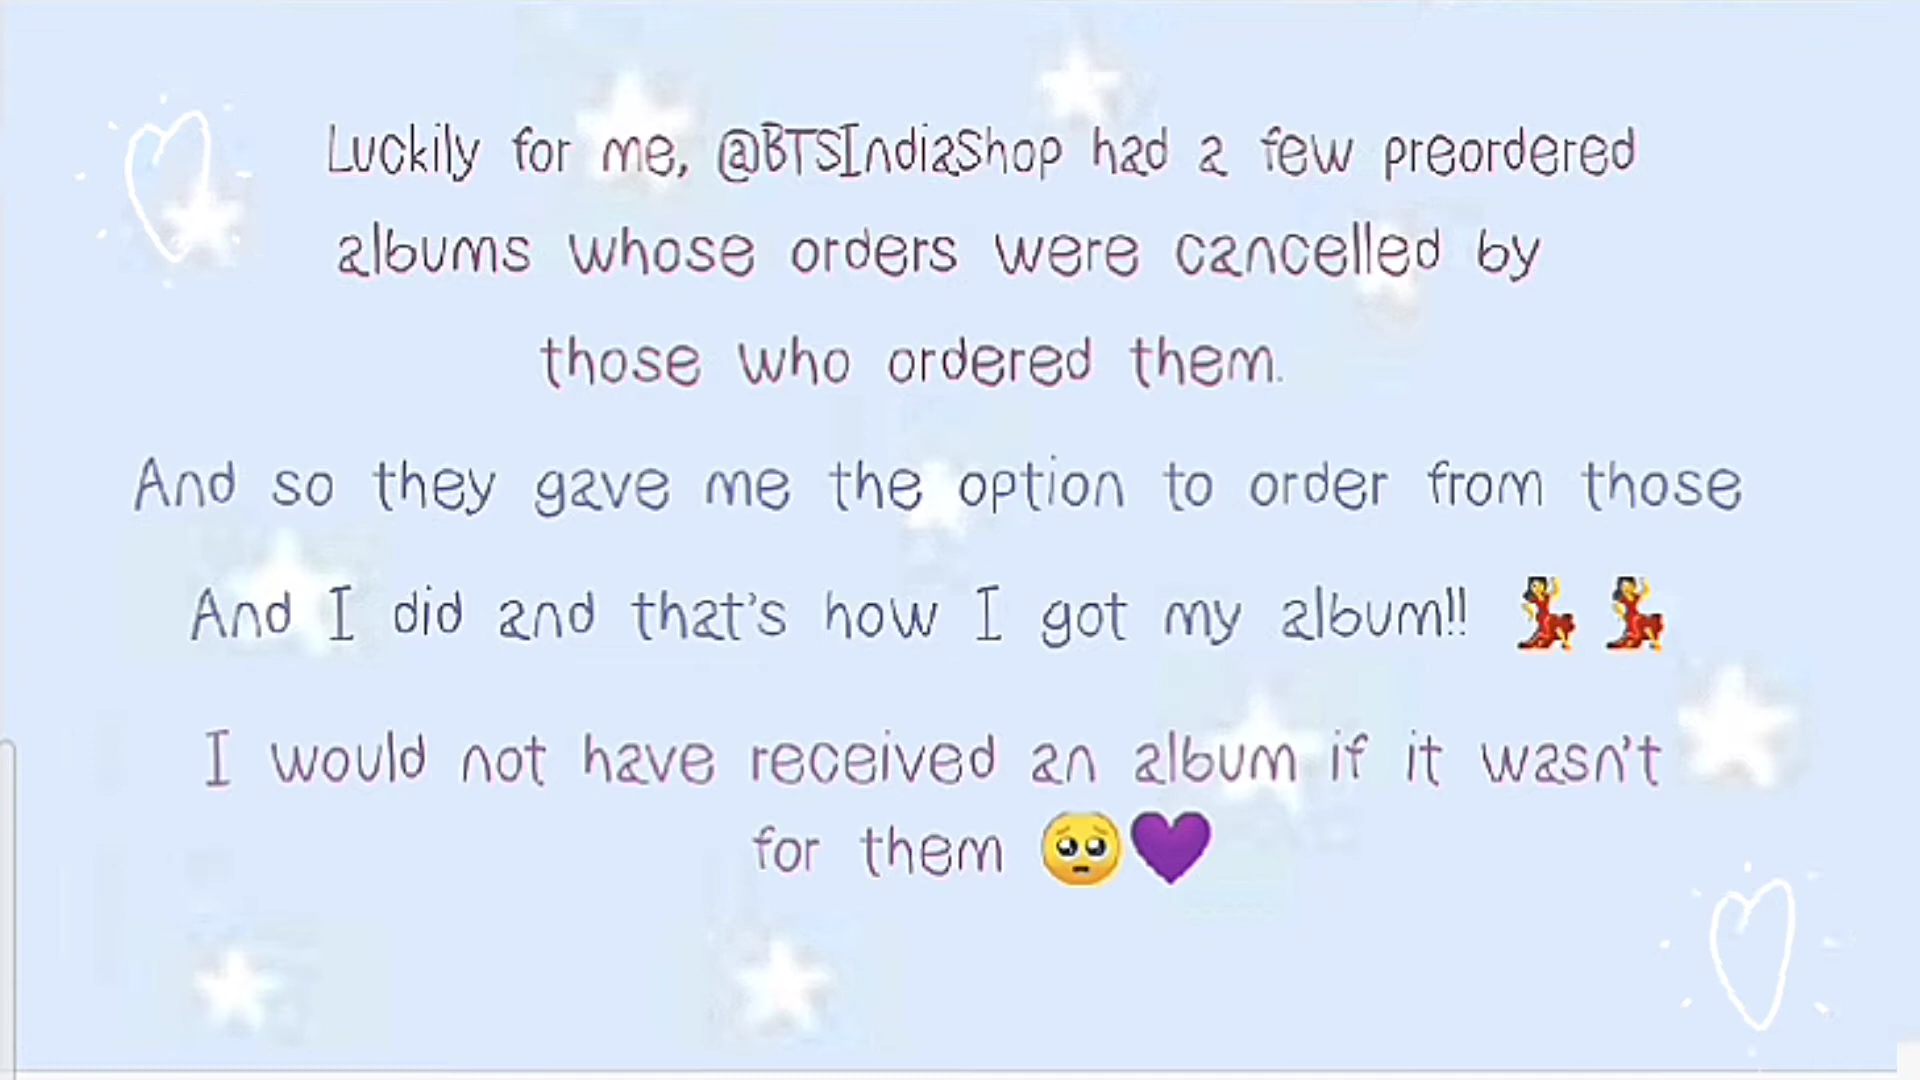 Luckily for me, @BTSIndiaShop had a few preordered
albums whose orders were cancelled by
those who ordered them.
And so they gave me the option to order from those
And I did and that's how I got my album!! 💃 💃
I would not have received an album if it wasn't
for them 🥺💜